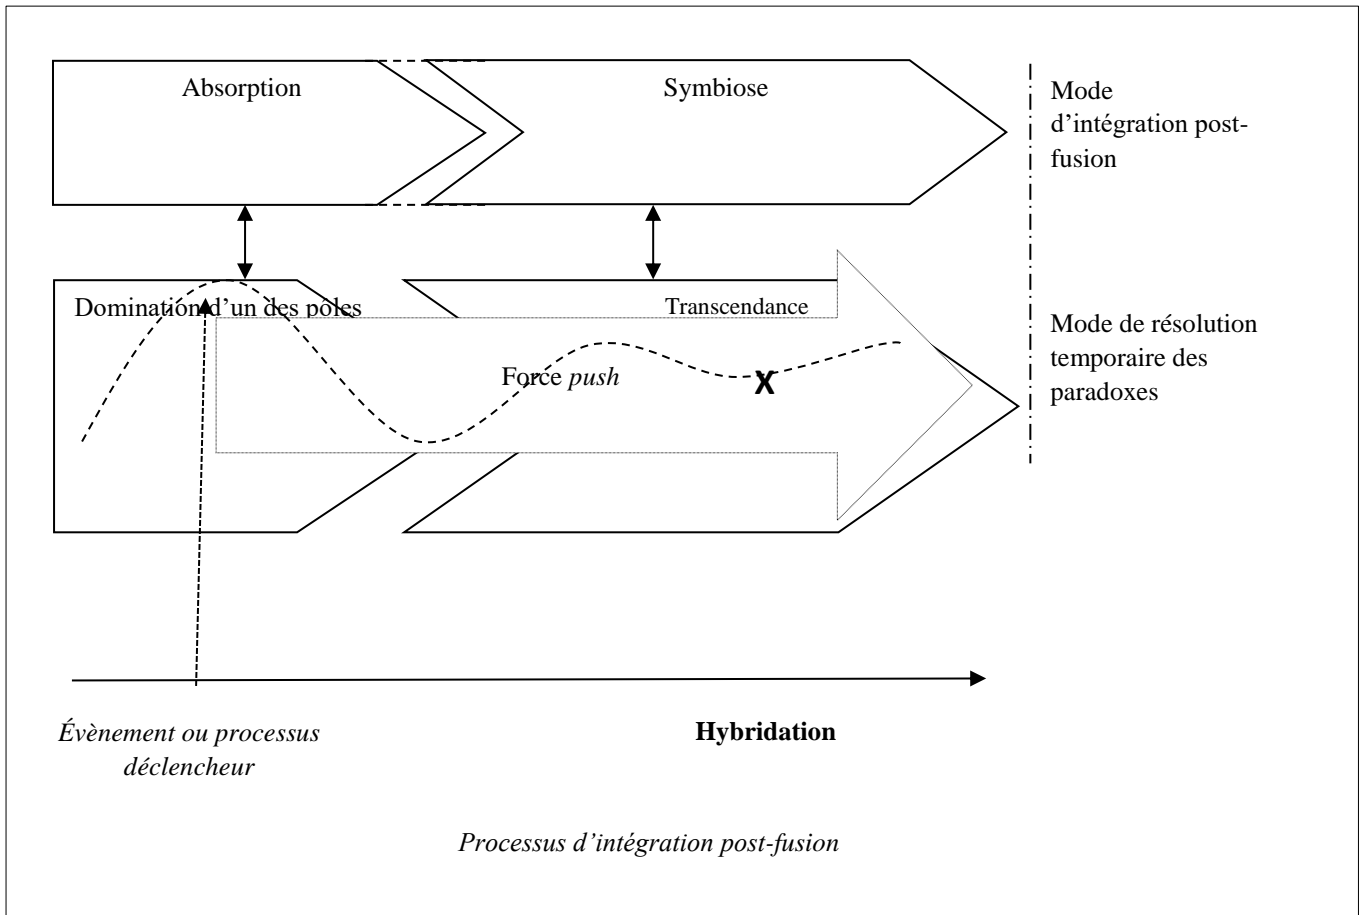 Absorption
Symbiose
Mode
d’intégration post-
fusion
Domination d’un des pôles
Transcendance
Mode de résolution
temporaire des
paradoxes
Force push
X
Évènement ou processus
déclencheur
Hybridation
Processus d’intégration post-fusion